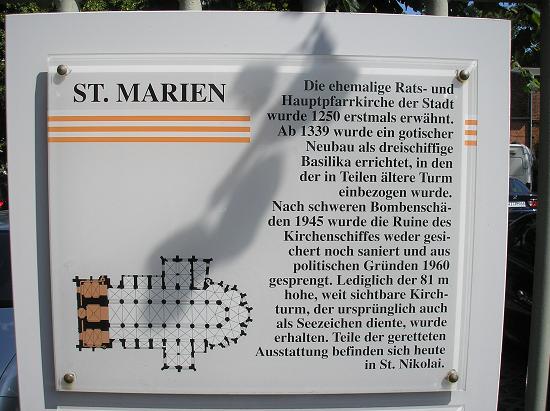 ST. MARIEN
Die ehemalige Rats- und
Hauptpfarrkirche der Stadt
wurde 1250 erstmals erwähnt.
Ab 1339 wurde ein gotischer
Neubau als dreischiffige
Basilika errichtet, in den
der in Teilen ältere Turm
einbezogen wurde.
Nach schweren Bombenschä-
den 1945 wurde die Ruine des
Kirchenschiffes weder gesi-
chert noch saniert und aus
politischen Gründen 1960
gesprengt. Lediglich der 81 m
hohe, weit sichtbare Kirch-
turm, der ursprünglich auch
als Seezeichen diente, wurde
erhalten. Teile der geretteten
Ausstattung befinden sich heute
in St. Nikolai.